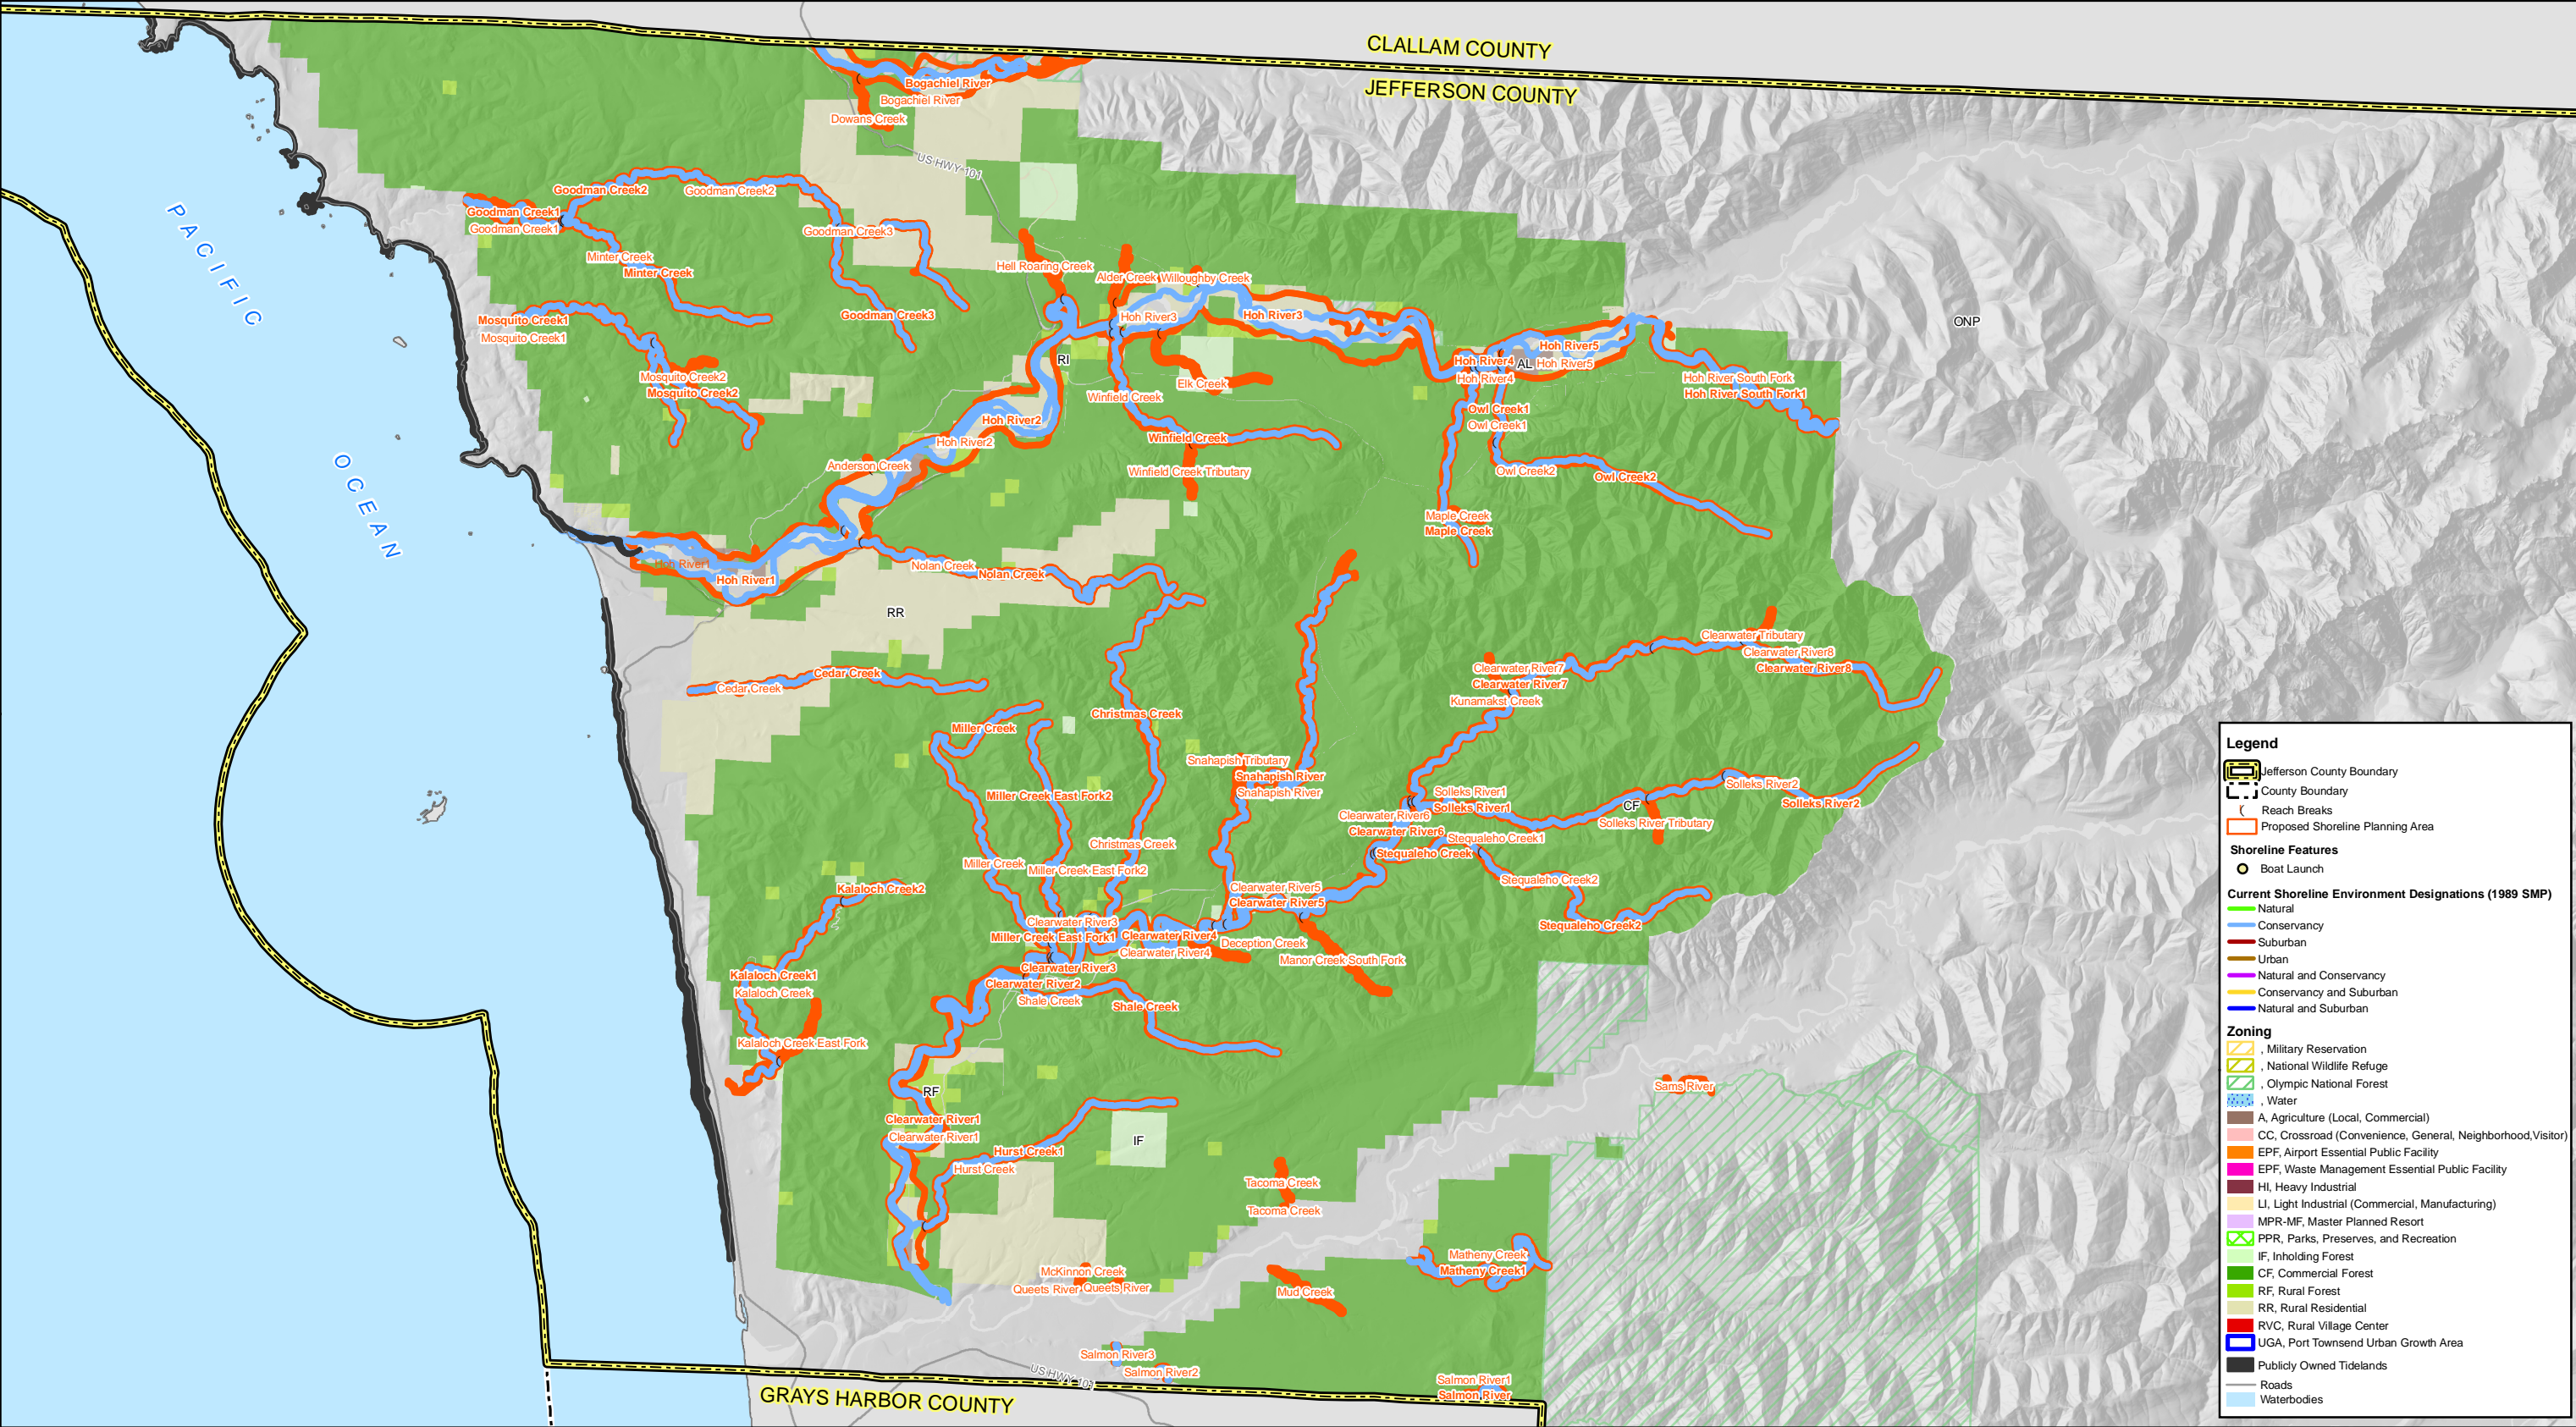 CLALLAM COUNTY
JEFFERSON COUNTY
Bogachiel River
Bogachiel River
Dowans Creek
US HWY 101
PACIFIC
OCEAN
Goodman Creek2
Goodman Creek2
Goodman Creek1
Goodman Creek1
Goodman Creek3
Minter Creek
Minter Creek
Goodman Creek3
Mosquito Creek1
Mosquito Creek1
Mosquito Creek2
Mosquito Creek2
Hell Roaring Creek
Alder Creek
Willoughby Creek
Hoh River3
Hoh River3
RI
ONP
Hoh River5
Hoh River4
AL
Hoh River5
Hoh River4
Hoh River South Fork
Hoh River South Fork1
Elk Creek
Winfield Creek
Owl Creek1
Owl Creek1
Hoh River2
Hoh River2
Winfield Creek
Winfield Creek Tributary
Anderson Creek
Owl Creek2
Owl Creek2
Maple Creek
Maple Creek
Hoh River1
Hoh River1
Nolan Creek
Nolan Creek
RR
Clearwater Tributary
Clearwater River8
Clearwater River8
Clearwater River7
Clearwater River7
Kunamakst Creek
Cedar Creek
Cedar Creek
Christmas Creek
Miller Creek
Snahapish Tributary
Snahapish River
Snahapish River
Miller Creek East Fork2
Solleks River1
Solleks River1
CF
Solleks River2
Solleks River2
Solleks River Tributary
Clearwater River6
Clearwater River6
Stequaleho Creek1
Stequaleho Creek
Christmas Creek
Miller Creek
Miller Creek East Fork2
Stequaleho Creek2
Stequaleho Creek2
Kalaloch Creek2
Clearwater River5
Clearwater River5
Clearwater River3
Miller Creek East Fork1
Clearwater River4
Clearwater River4
Deception Creek
Manor Creek South Fork
Clearwater River3
Clearwater River2
Shale Creek
Shale Creek
Kalaloch Creek1
Kalaloch Creek
Kalaloch Creek East Fork
RF
Clearwater River1
Clearwater River1
Hurst Creek1
Hurst Creek
IF
Sams River
Tacoma Creek
Tacoma Creek
Matheny Creek
Matheny Creek1
McKinnon Creek
Queets River
Queets River
Mud Creek
Salmon River3
Salmon River2
US HWY 101
Salmon River1
Salmon River
GRAYS HARBOR COUNTY
Legend
Jefferson County Boundary
County Boundary
Reach Breaks
Proposed Shoreline Planning Area
Shoreline Features
Boat Launch
Current Shoreline Environment Designations (1989 SMP)
Natural
Conservancy
Suburban
Urban
Natural and Conservancy
Conservancy and Suburban
Natural and Suburban
Zoning
, Military Reservation
, National Wildlife Refuge
, Olympic National Forest
, Water
A, Agriculture (Local, Commercial)
CC, Crossroad (Convenience, General, Neighborhood,Visitor)
EPF, Airport Essential Public Facility
EPF, Waste Management Essential Public Facility
HI, Heavy Industrial
LI, Light Industrial (Commercial, Manufacturing)
MPR-MF, Master Planned Resort
PPR, Parks, Preserves, and Recreation
IF, Inholding Forest
CF, Commercial Forest
RF, Rural Forest
RR, Rural Residential
RVC, Rural Village Center
UGA, Port Townsend Urban Growth Area
Publicly Owned Tidelands
Roads
Waterbodies